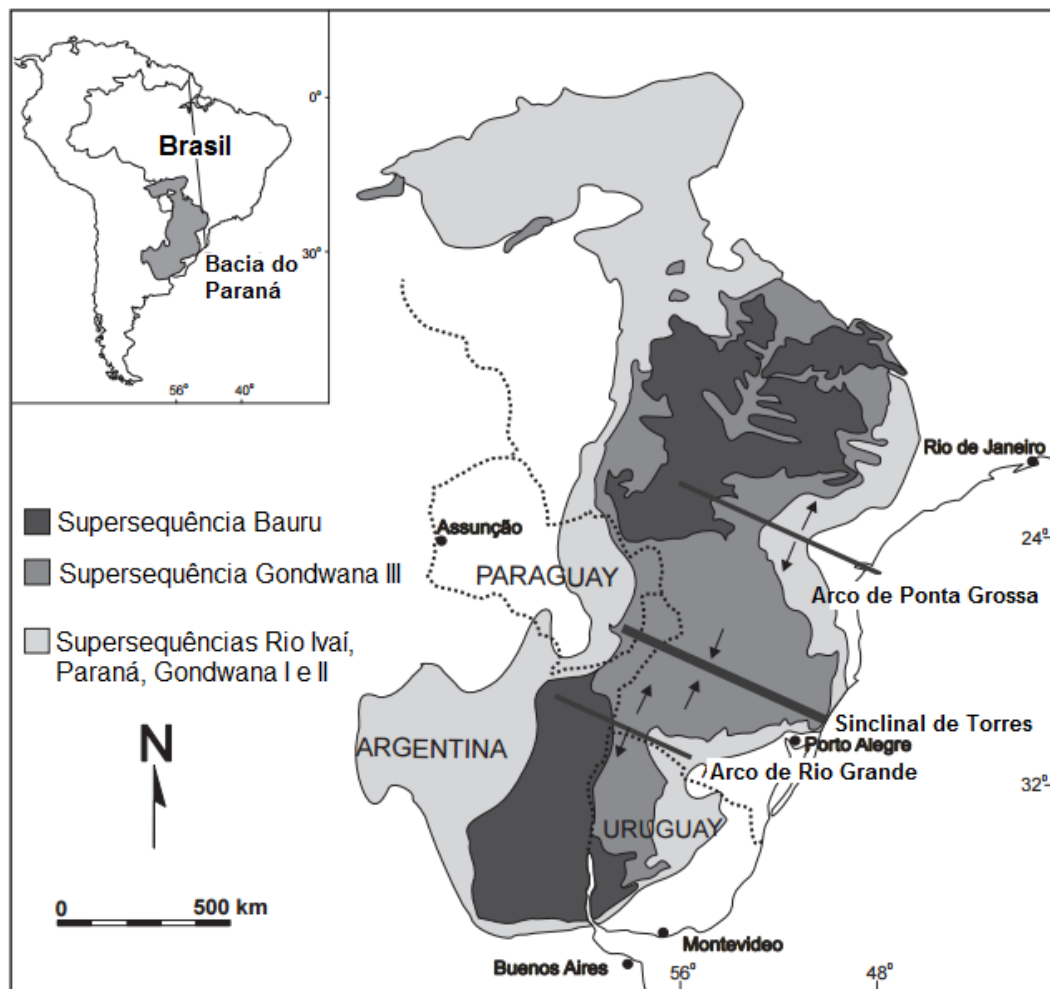 Brasil
0°
30°
Bacia do
Paraná
56°
40°
Supersequência Bauru
Supersequência Gondwana III
Supersequências Rio Ivaí,
Paraná, Gondwana I e II
N
0
500 km
Rio de Janeiro
24°
Assunção
PARAGUAY
Arco de Ponta Grossa
Sinclinal de Torres
Porto Alegre
ARGENTINA
Arco de Rio Grande
32°
URUGUAY
Montevideo
Buenos Aires
56°
48°